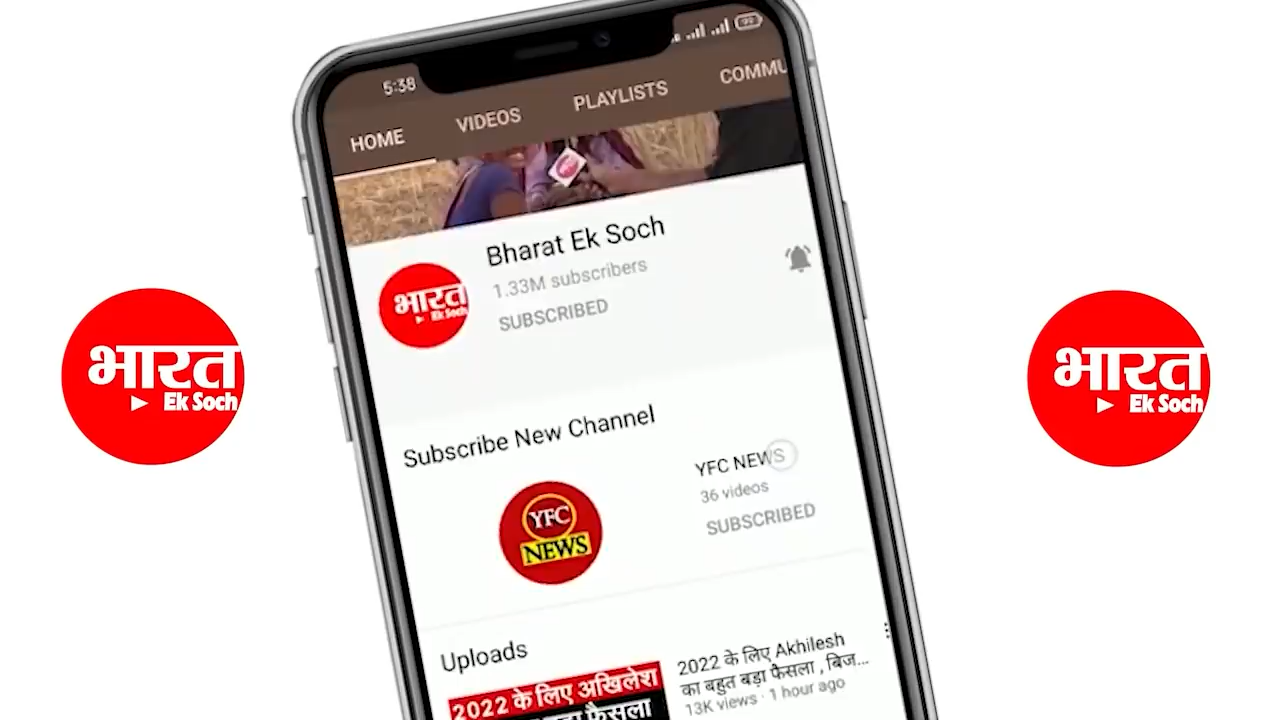 5:38
HOME
VIDEOS
PLAYLISTS
COMMU
Bharat Ek Soch
1.33M subscribers
SUBSCRIBED
भारत
Ek Soch
भारत
Ek Soch
भारत
Ek Soch
Subscribe New Channel
YFC NEWS
36 videos
SUBSCRIBED
YFC
NEWS
Uploads
2022 के लिए अखिलेश
फैसला
2022 के लिए Akhilesh
का बहुत बड़ा फैसला , बिज...
13K views · 1 hour ago